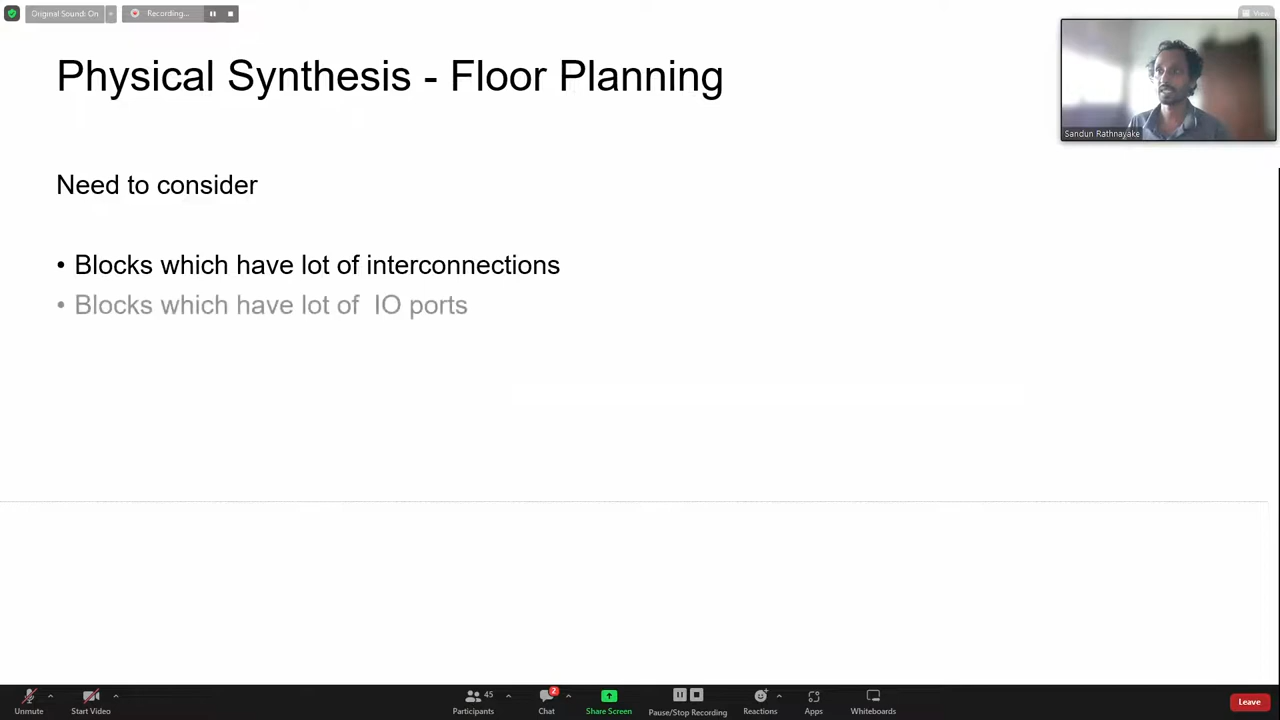 Original Sound: On
Recording...
View
Physical Synthesis - Floor Planning
Sandun Rathnayake
Need to consider
• Blocks which have lot of interconnections
• Blocks which have lot of  IO ports
Unmute
Start Video
45
Participants
2
Chat
Share Screen
Pause/Stop Recording
Reactions
Apps
Whiteboards
Leave